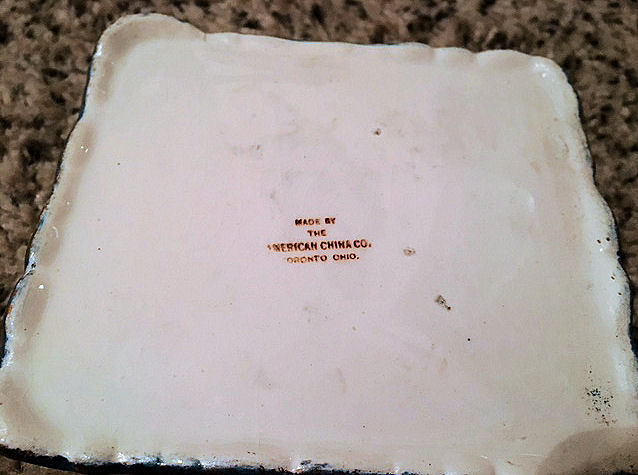 MADE BY
THE
AMERICAN CHINA CO.
TORONTO OHIO.